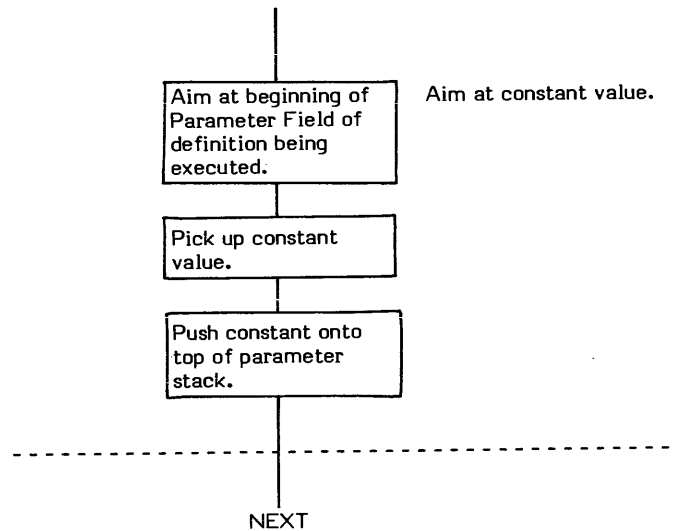 Aim at beginning of
Parameter Field of
definition being
executed.
Aim at constant value.
Pick up constant
value.
Push constant onto
top of parameter
stack.
NEXT